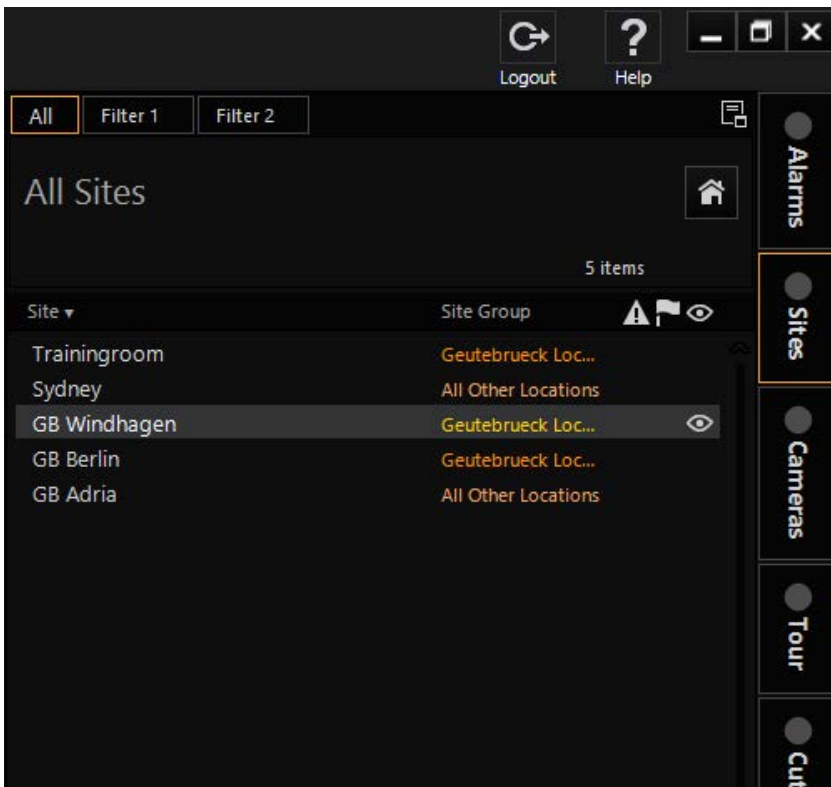 Logout Help
All Filter 1 Filter 2
All Sites
5 items
Site Site Group
Trainingroom Geutebrueck Loc...
Sydney All Other Locations
GB Windhagen Geutebrueck Loc...
GB Berlin Geutebrueck Loc...
GB Adria All Other Locations
Alarms
Sites
Cameras
Tour
Cut